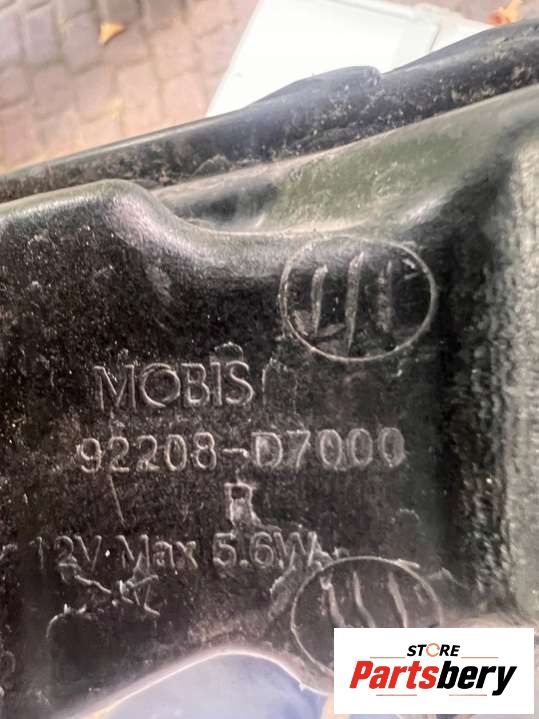 MOBIS
92208-D7000
R
12V Max 5.6W
STORE
Partsbery